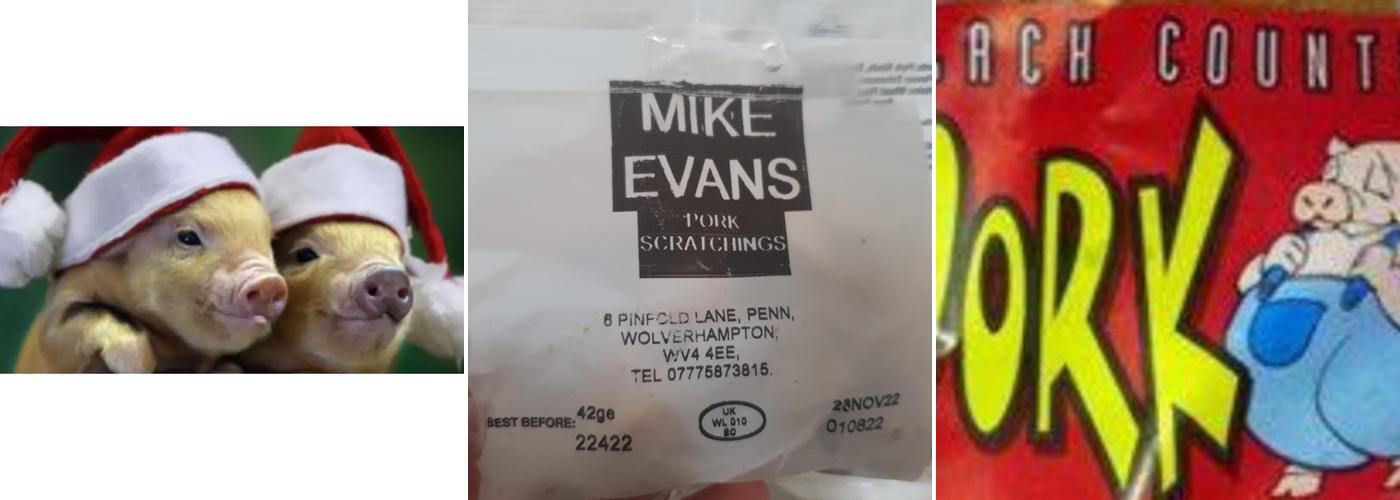 MIKE
EVANS
PORK
SCRATCHINGS
6 PINFOLD LANE, PENN,
WOLVERHAMPTON,
WV4 4EE,
TEL 07775873815.
BEST BEFORE: 42ge
22422
UK
WL 010
EC
28NOV22
010822
ACH COUNT
ORK